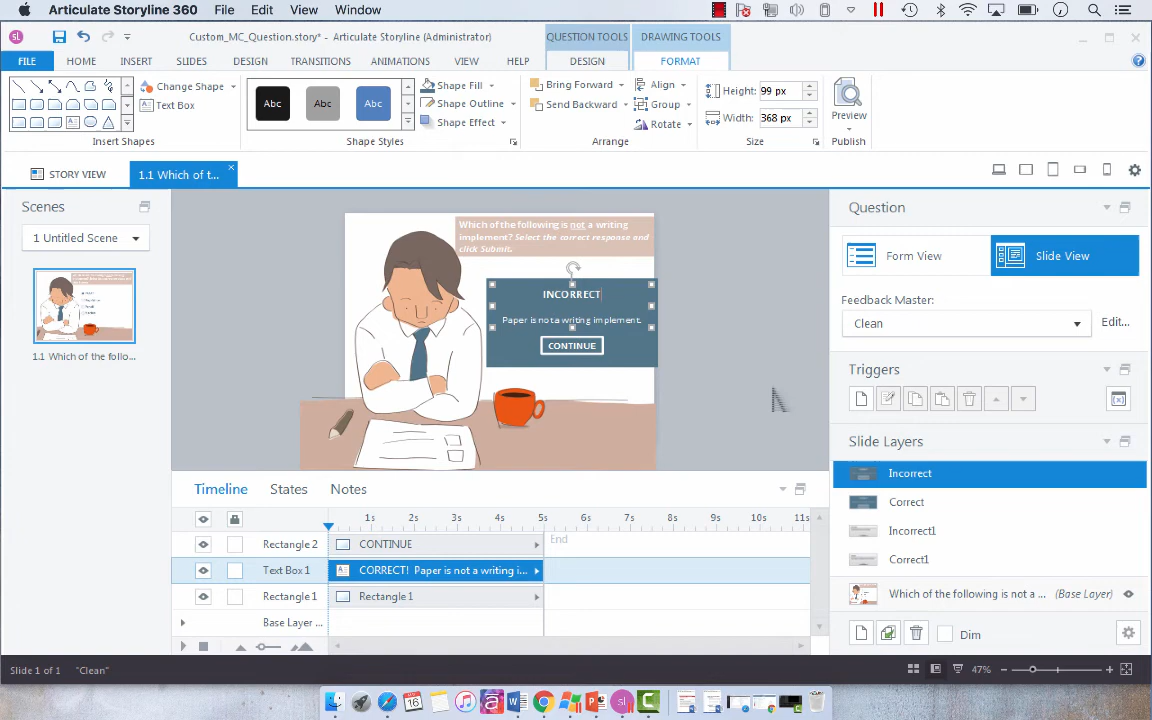 Articulate Storyline 360 File Edit View Window
Custom_MC_Question.story* - Articulate Storyline (Administrator)
QUESTION TOOLS DRAWING TOOLS
FILE HOME INSERT SLIDES DESIGN TRANSITIONS ANIMATIONS VIEW HELP DESIGN FORMAT
Change Shape
Text Box
Insert Shapes
Abc Abc Abc
Shape Fill
Shape Outline
Shape Effect
Shape Styles
Bring Forward
Send Backward
Align
Group
Rotate
Arrange
Height: 99 px
Width: 368 px
Size
Preview
Publish
STORY VIEW
1.1 Which of t...
Scenes
1 Untitled Scene
1.1 Which of the follo...
Which of the following is not a writing
implement? Select the correct response and
click Submit.
INCORRECT
Paper is not a writing implement.
CONTINUE
Question
Form View
Slide View
Feedback Master:
Clean
Edit...
Triggers
Slide Layers
Incorrect
Correct
Incorrect1
Correct1
Which of the following is not a ... (Base Layer)
Dim
Timeline States Notes
1s 2s 3s 4s 5s 6s 7s 8s 9s 10s 11s
Rectangle 2 CONTINUE
End
Text Box 1 CORRECT! Paper is not a writing i...
Rectangle 1 Rectangle 1
Base Layer ...
Slide 1 of 1 "Clean"
47%